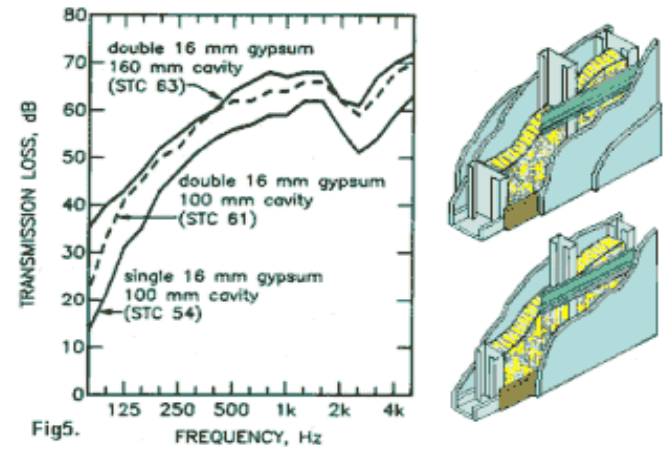 80
70
60
50
40
30
20
10
0
TRANSMISSION LOSS, dB
double 16 mm gypsum
160 mm cavity
(STC 63)
double 16 mm gypsum
100 mm cavity
(STC 61)
single 16 mm gypsum
100 mm cavity
(STC 54)
125 250 500 1k 2k 4k
Fig5.
FREQUENCY, Hz